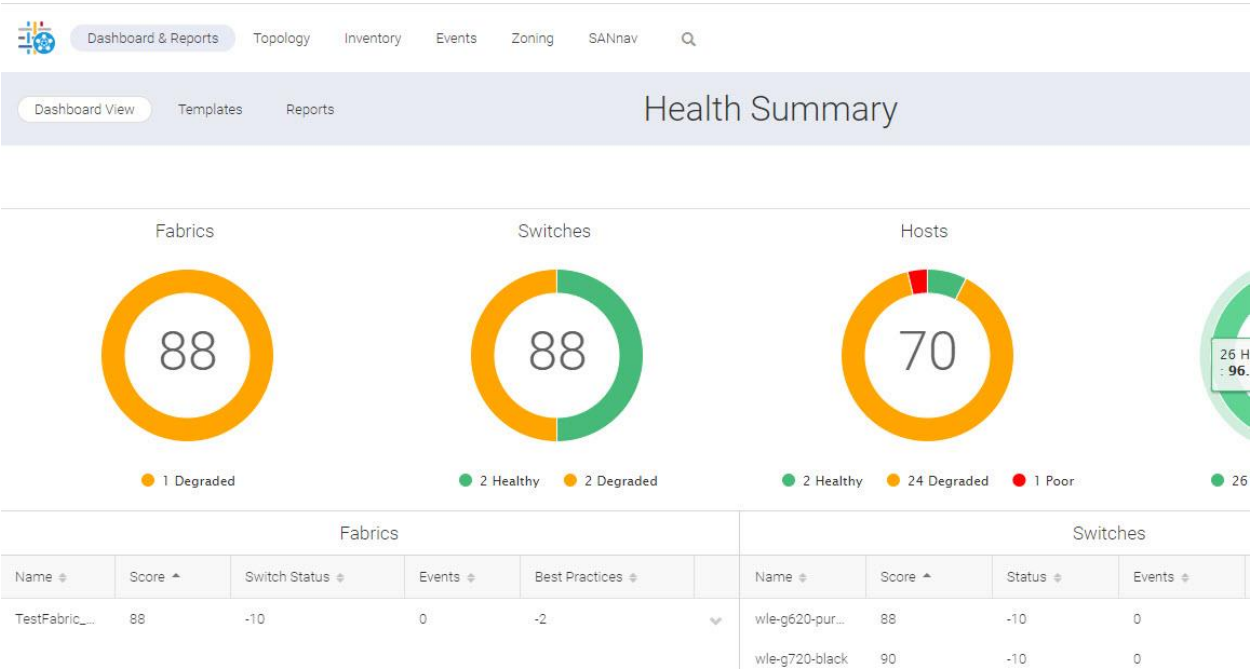 Dashboard & Reports Topology Inventory Events Zoning SANnav
Dashboard View Templates Reports Health Summary
Fabrics Switches Hosts
88 88 70
26 H
: 96.
1 Degraded 2 Healthy 2 Degraded 2 Healthy 24 Degraded 1 Poor 26
Fabrics Switches
Name Score Switch Status Events Best Practices Name Score Status Events
TestFabric_... 88 -10 0 -2 wle-g620-pur... 88 -10 0
wle-g720-black 90 -10 0